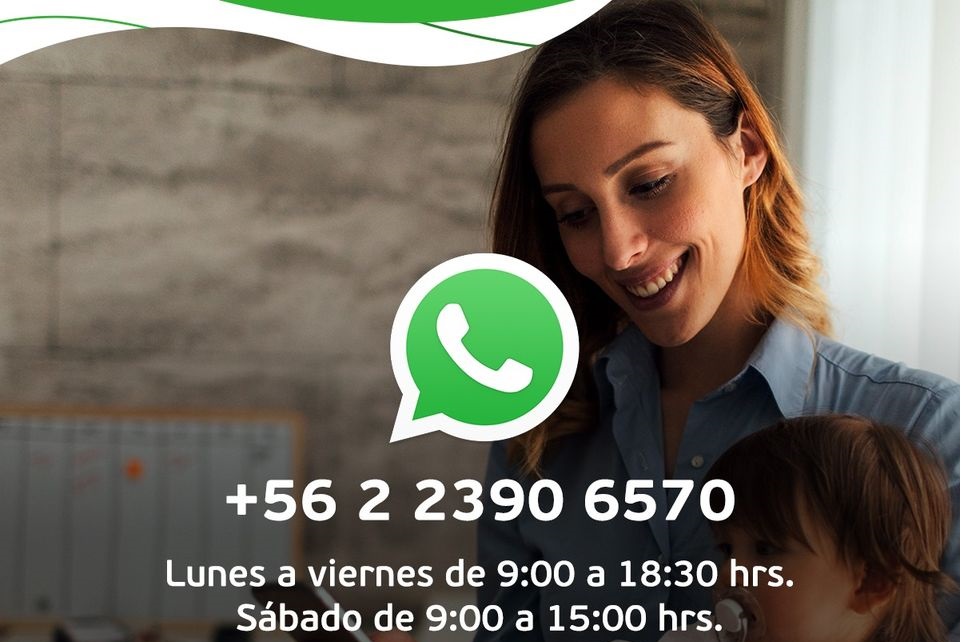 +56 2 2390 6570
Lunes a viernes de 9:00 a 18:30 hrs.
Sábado de 9:00 a 15:00 hrs.